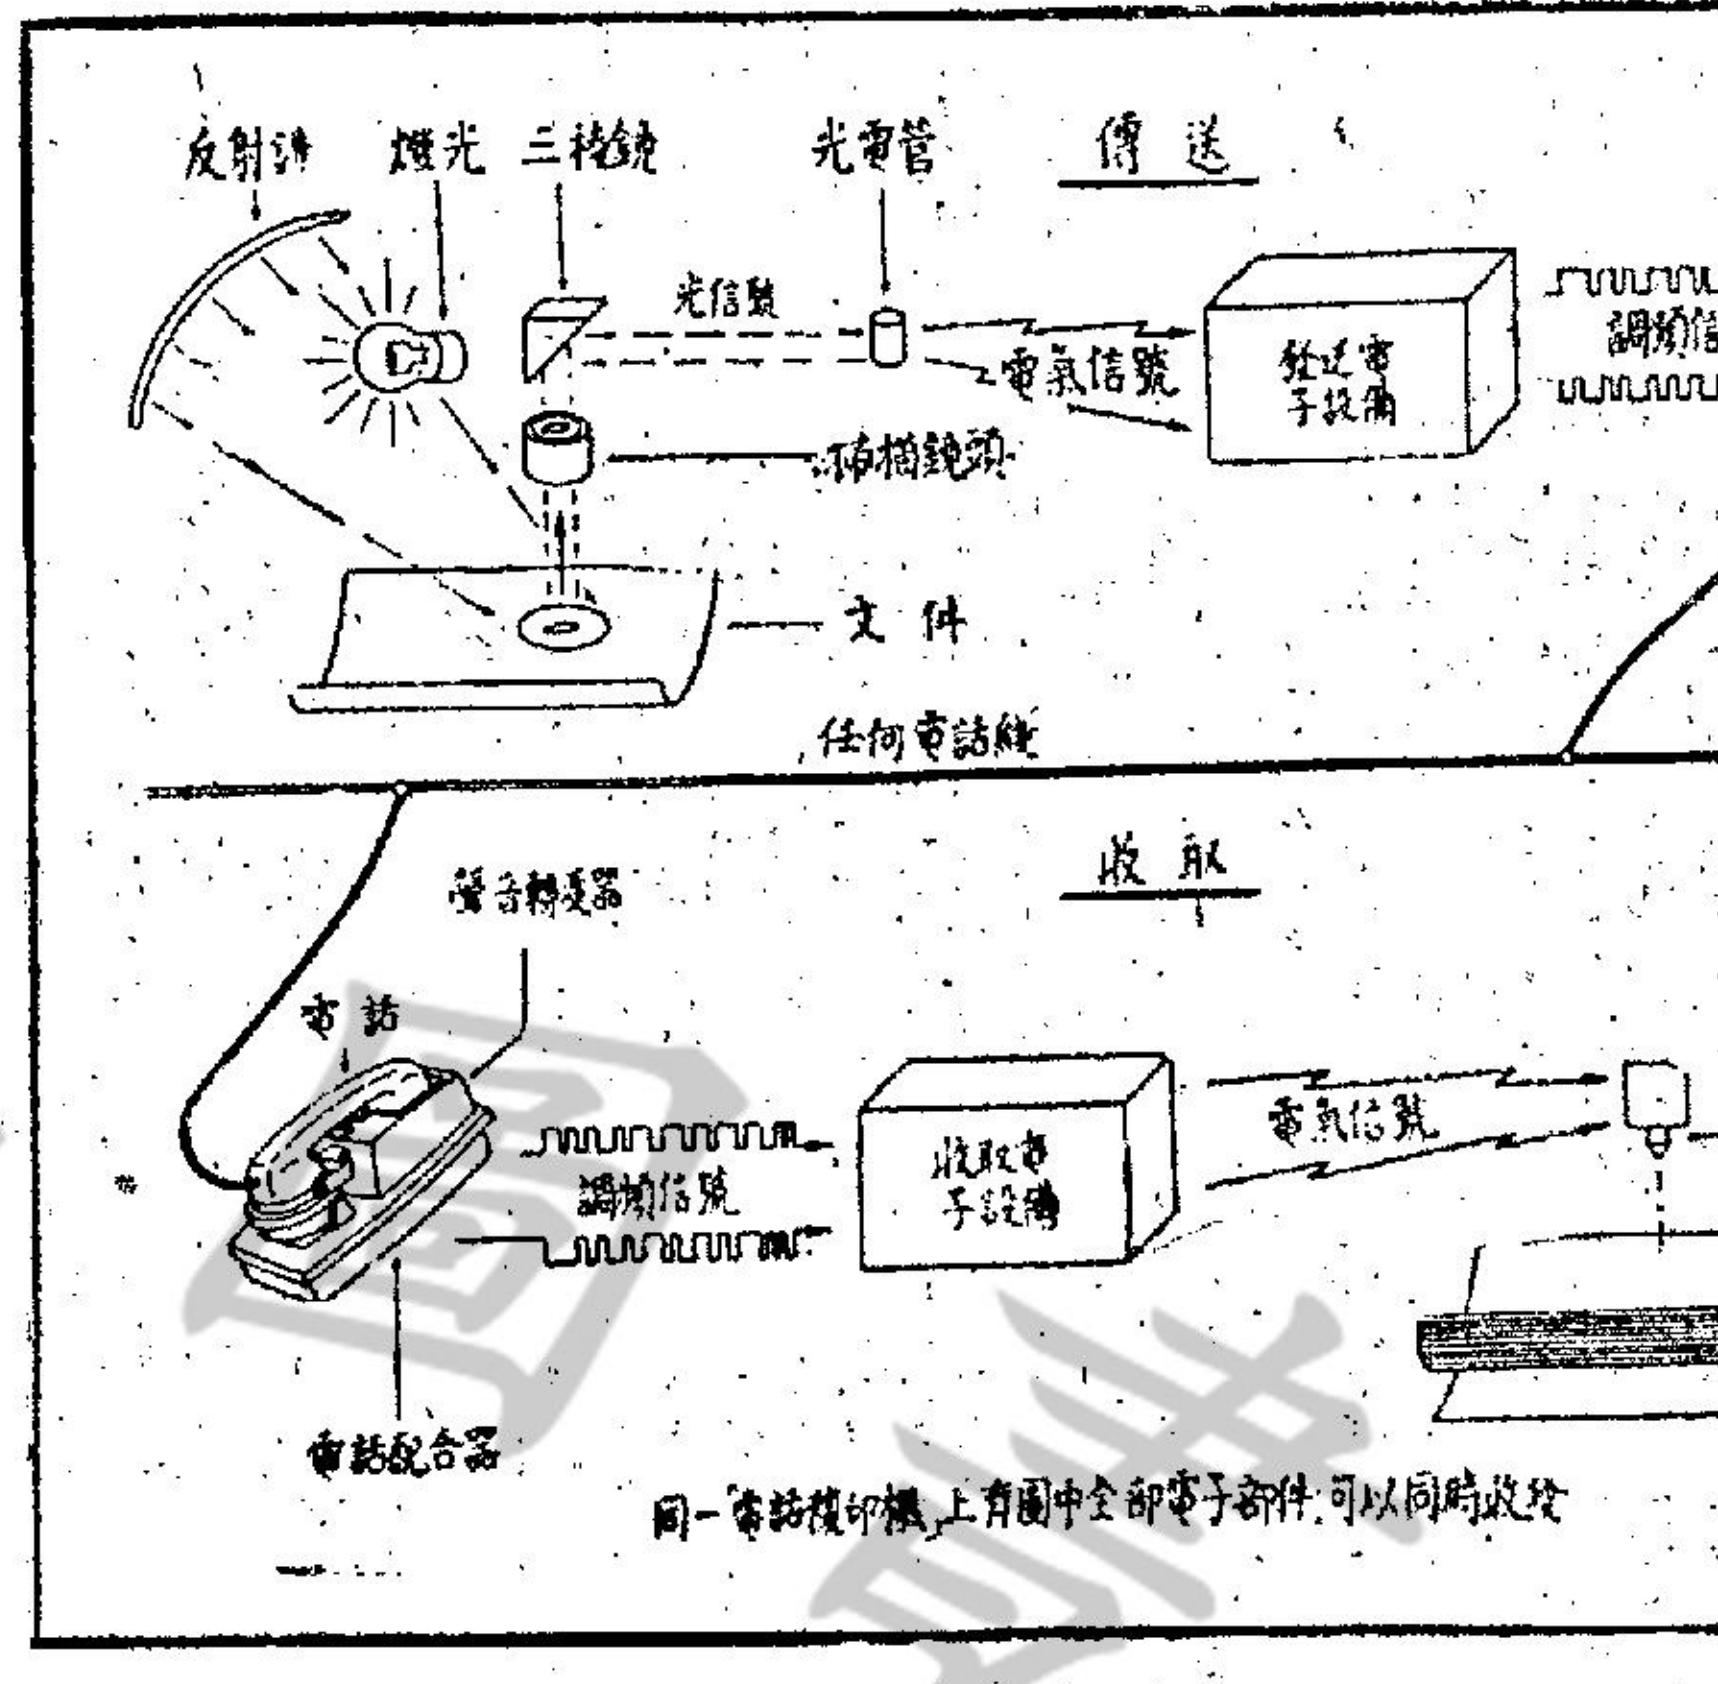 反射
燈光
三棱鏡
光電管
傳送
光信號
電氣信號
發送電
子設備
調頻信
掃描鏡頭
文件
任何電話線
收取
聲音轉變器
電話
調頻信號
收取電
子設備
電氣信號
電話配合器
同一電話複印機上有圖中全部電子部件可以同時收發